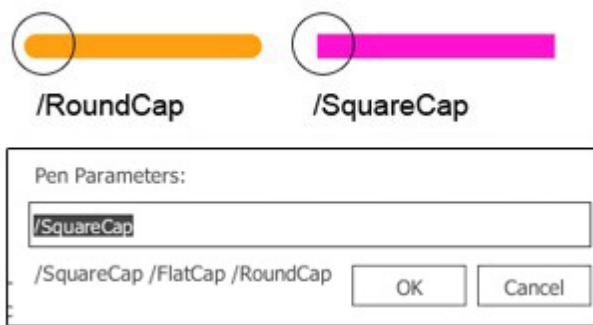 /RoundCap /SquareCap
Pen Parameters:
/SquareCap
/SquareCap /FlatCap /RoundCap OK Cancel